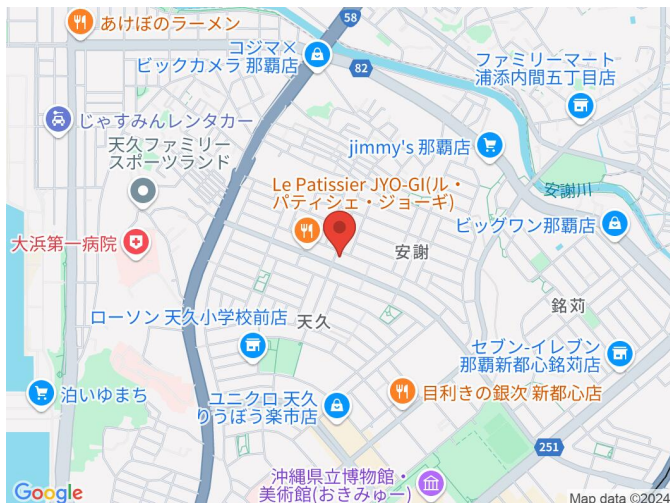 あけぼのラーメン
58
コジマ×
ビックカメラ 那覇店
82
ファミリーマート
浦添内間五丁目店
じゃすみんレンタカー
天久ファミリー
スポーツランド
jimmy's 那覇店
Le Patissier JYO-GI(ル・
パティシェ・ジョーギ)
安謝川
ビッグワン那覇店
大浜第一病院
安謝
銘苅
ローソン 天久小学校前店
天久
セブン-イレブン
那覇新都心銘苅店
泊いゆまち
ユニクロ 天久
りうぼう楽市店
目利きの銀次 新都心店
251
沖縄県立博物館・
美術館(おきみゅー)
Google
Map data ©2024